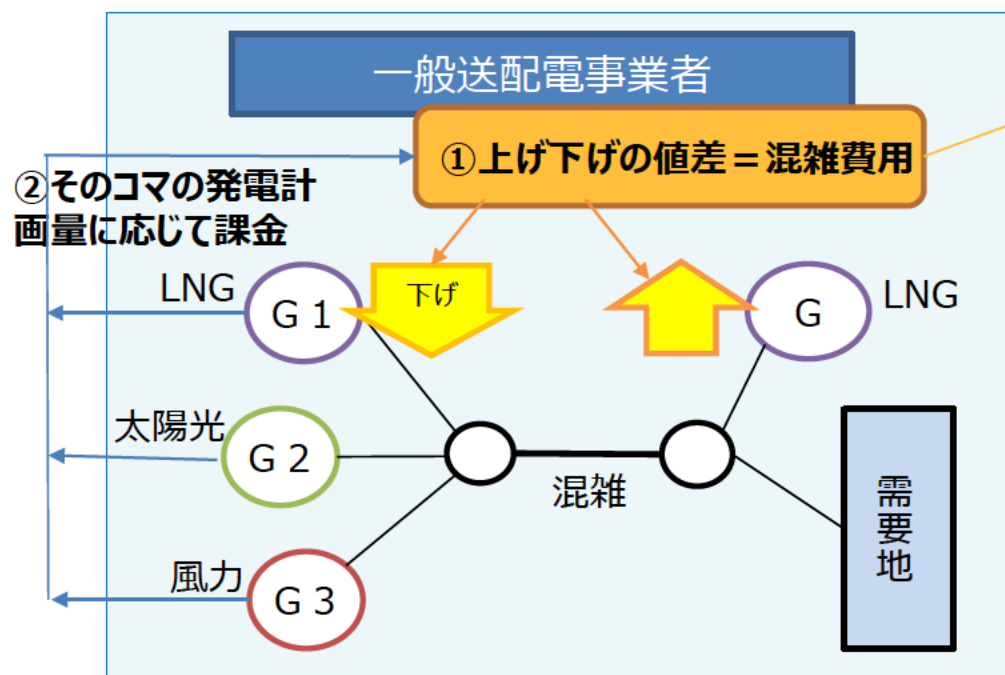 一般送配電事業者
①上げ下げの値差＝混雑費用
②そのコマの発電計
画量に応じて課金
LNG
G 1
下げ
G
LNG
太陽光
G 2
混雑
需要地
風力
G 3